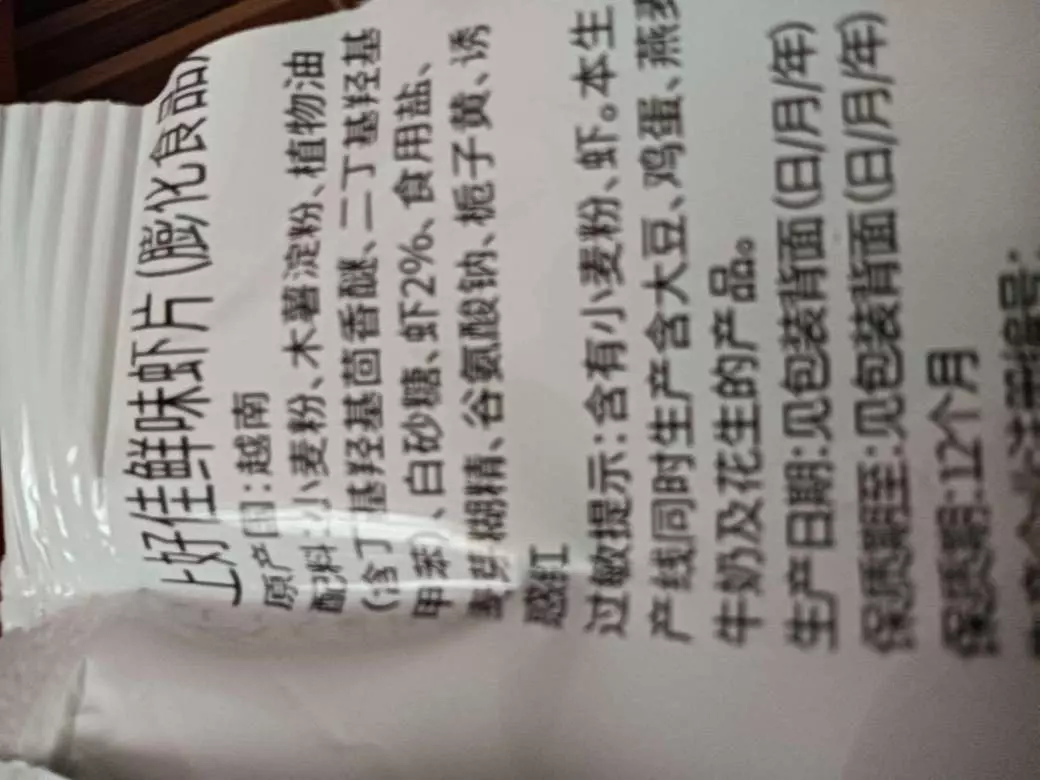 上好佳鲜味虾片(膨化食品)
原产国:越南
配料:小麦粉、木薯淀粉、植物油
(含丁基羟基茴香醚、二丁基羟基
甲苯)、白砂糖、虾2%、食用盐、
麦芽糊精、谷氨酸钠、栀子黄、诱
惑红
过敏提示:含有小麦粉、虾。本生
产线同时生产含大豆、鸡蛋、燕麦
牛奶及花生的产品。
生产日期:见包装背面(日/月/年)
保质期至:见包装背面(日/月/年)
保质期:12个月